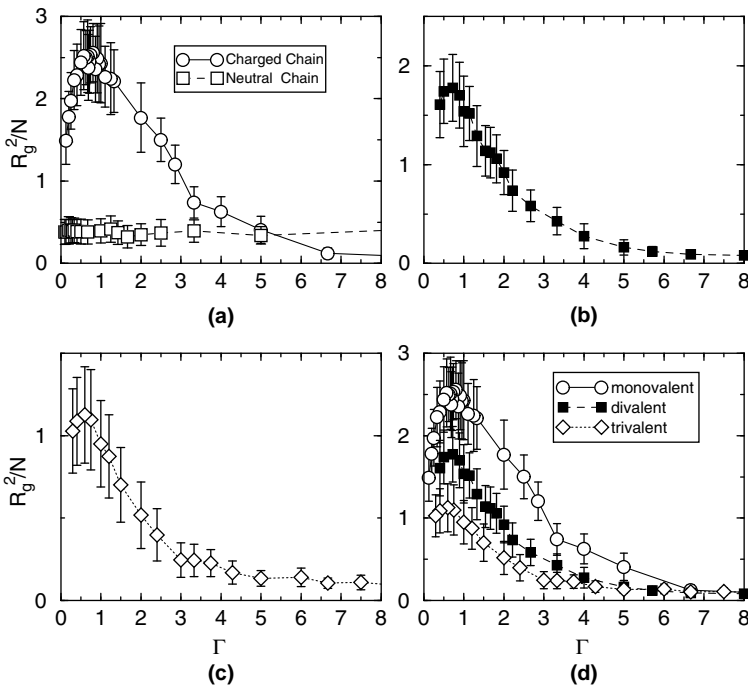 3
2
1
0
R_g^2/N
Charged Chain
Neutral Chain
0 1 2 3 4 5 6 7 8
(a)
2
1
0
0 1 2 3 4 5 6 7 8
(b)
1
0
R_g^2/N
0 1 2 3 4 5 6 7 8
Γ
(c)
3
2
1
0
monovalent
divalent
trivalent
0 1 2 3 4 5 6 7 8
Γ
(d)